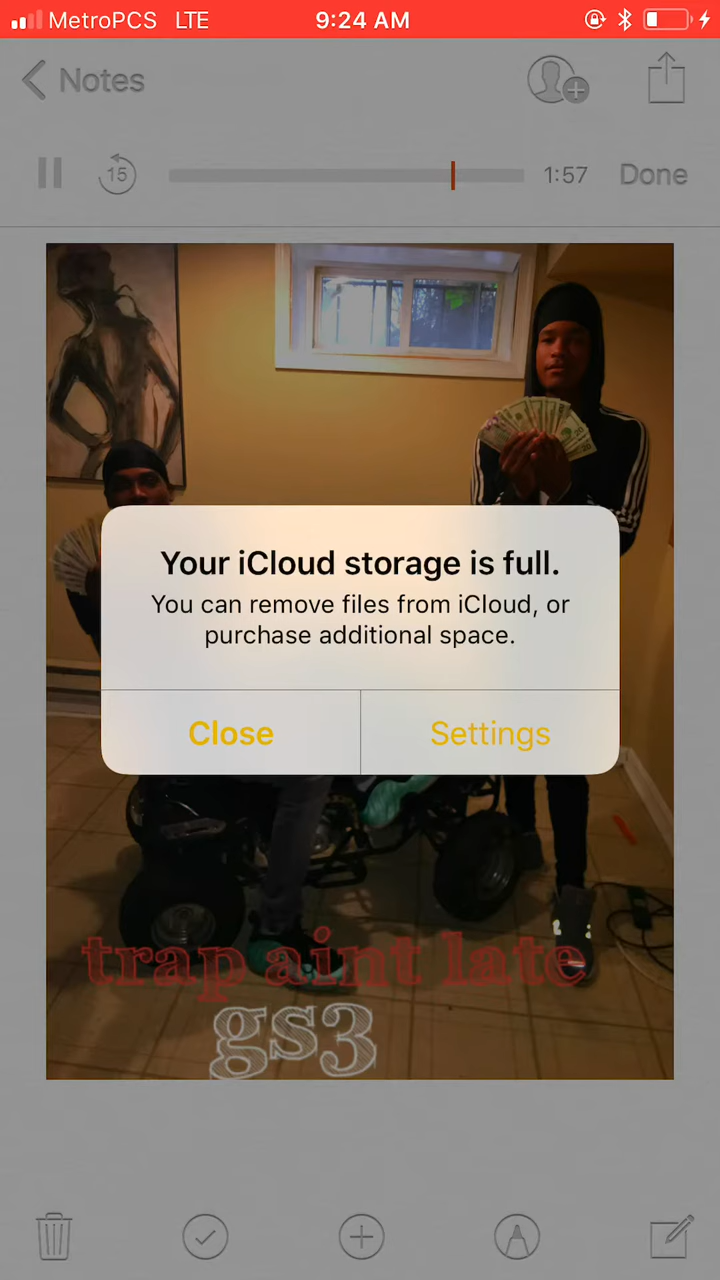 MetroPCS LTE 9:24 AM
Notes
15 1:57 Done
Your iCloud storage is full.
You can remove files from iCloud, or
purchase additional space.
Close Settings
trap aint late
gs3